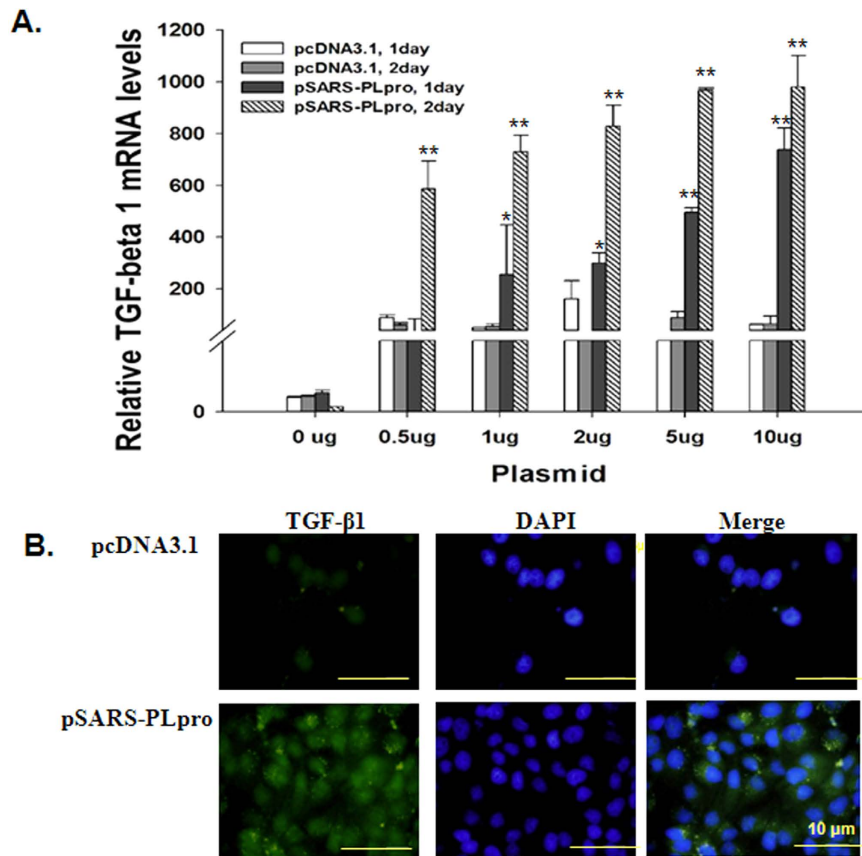 A.
Relative TGF-beta 1 mRNA levels
1200
1000
800
600
400
200
0
pcDNA3.1, 1day
pcDNA3.1, 2day
pSARS-PLpro, 1day
pSARS-PLpro, 2day
** 
* **
* **
** **
** **
0 ug 0.5ug 1ug 2ug 5ug 10ug
Plasmid
B.
TGF-β1 DAPI Merge
pcDNA3.1
pSARS-PLpro
10 µm